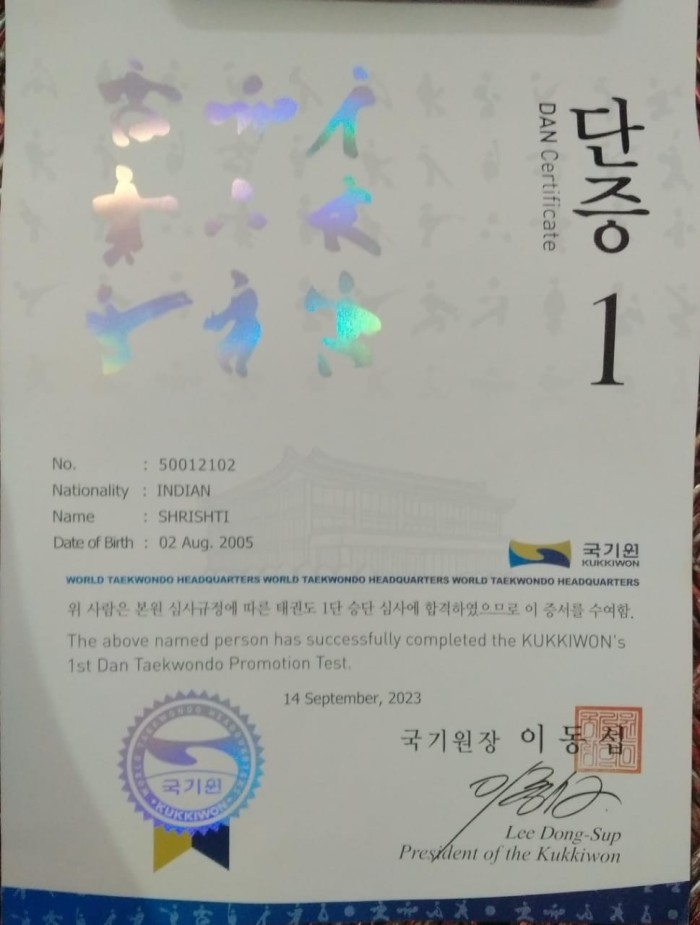 단증
DAN Certificate
1
No. : 50012102
Nationality : INDIAN
Name : SHRISHTI
Date of Birth : 02 Aug. 2005
국기원
KUKKIWON
WORLD TAEKWONDO HEADQUARTERS WORLD TAEKWONDO HEADQUARTERS WORLD TAEKWONDO HEADQUARTERS
위 사람은 본원 심사규정에 따른 태권도 1단 승단 심사에 합격하였으므로 이 증서를 수여함.
The above named person has successfully completed the KUKKIWON's
1st Dan Taekwondo Promotion Test.
14 September, 2023
WORLD TAEKWONDO HEADQUARTERS
국기원
KUKKIWON
국기원장 이동섭
Lee Dong-Sup
President of the Kukkiwon